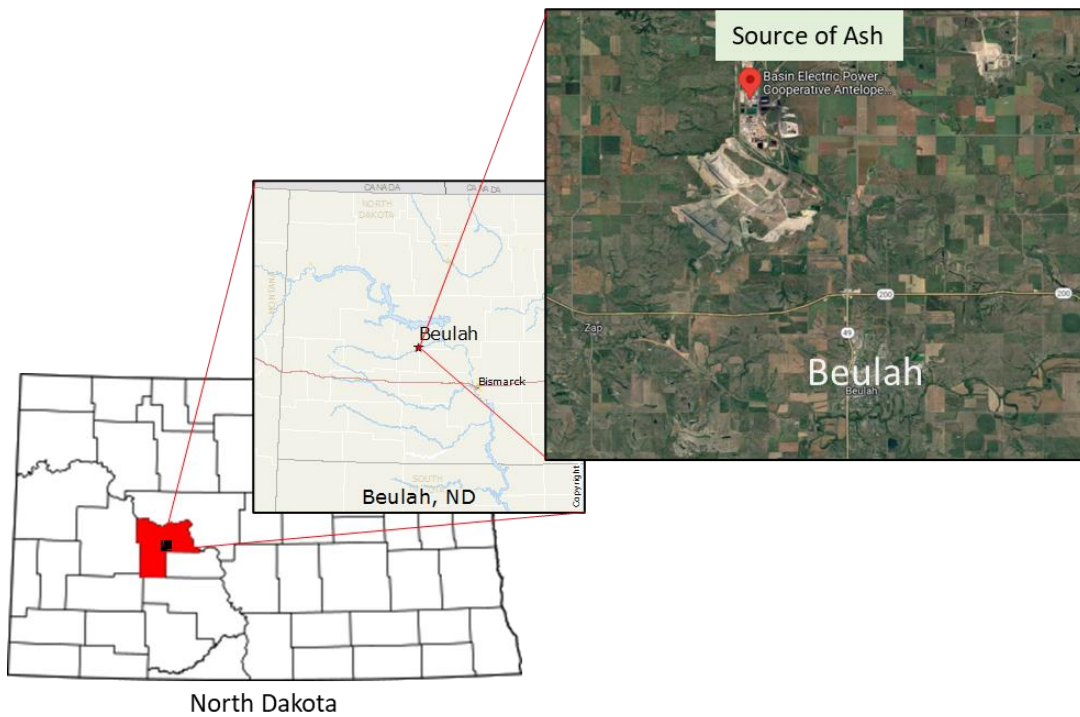 Source of Ash
Basin Electric Power
Cooperative Antelope...
200
200
49
Zap
Beulah
Beulah
CANADA
CANADA
NORTH
DAKOTA
MONTANA
Beulah
Bismarck
SOUTH
Beulah, ND
Copyright
North Dakota